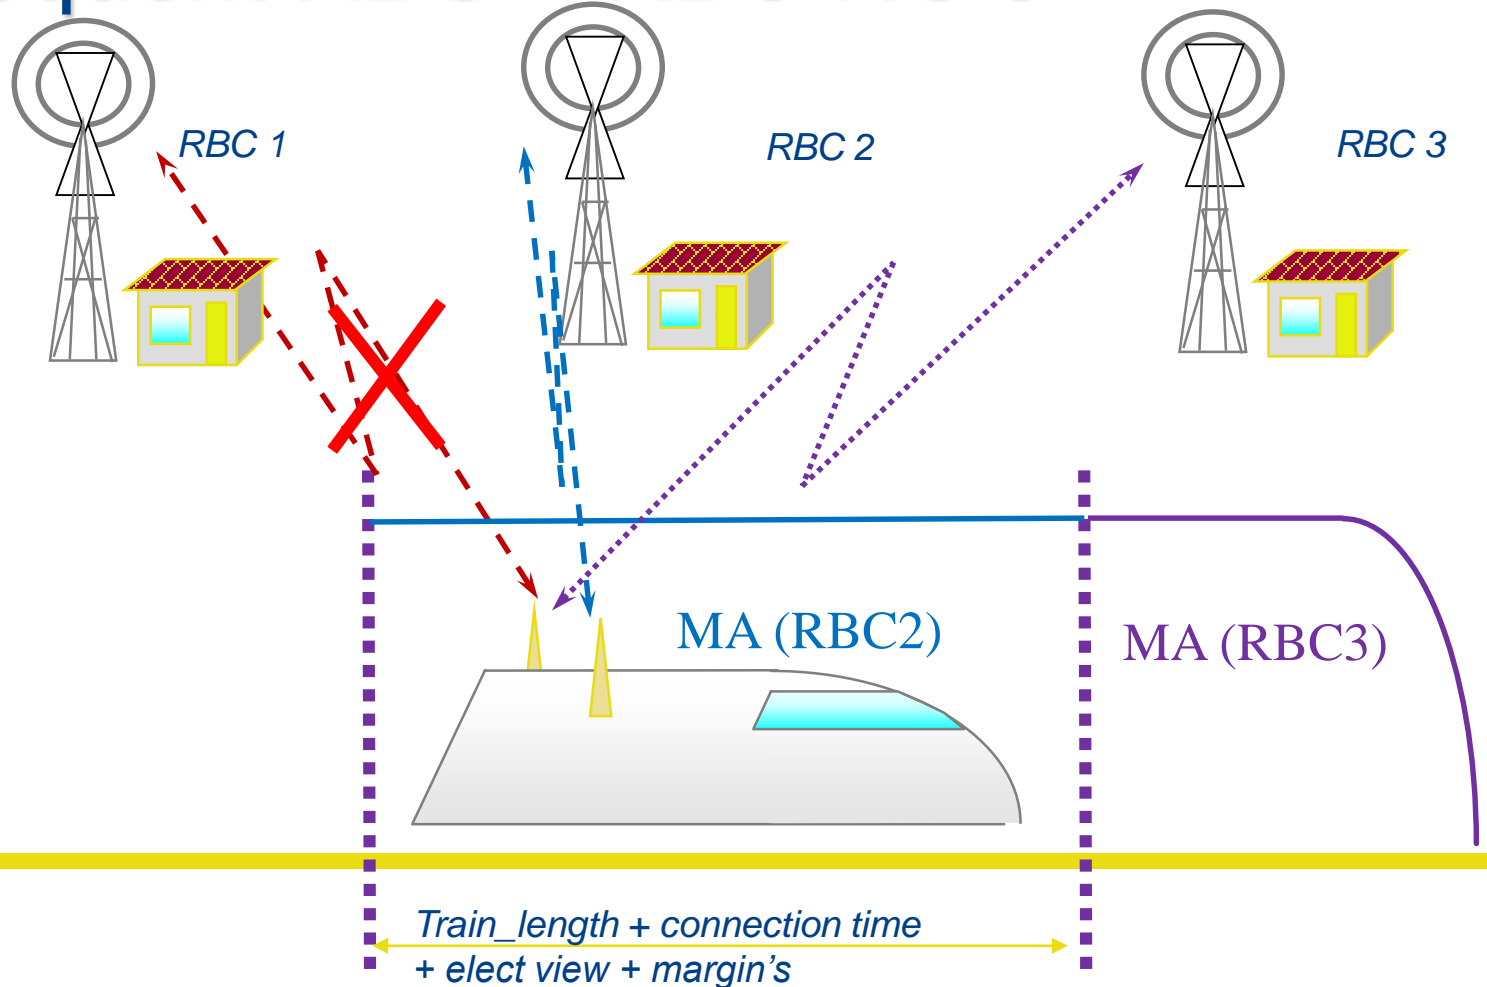 RBC 1
RBC 2
RBC 3
MA (RBC2)
MA (RBC3)
Train_length + connection time
+ elect view + margin's